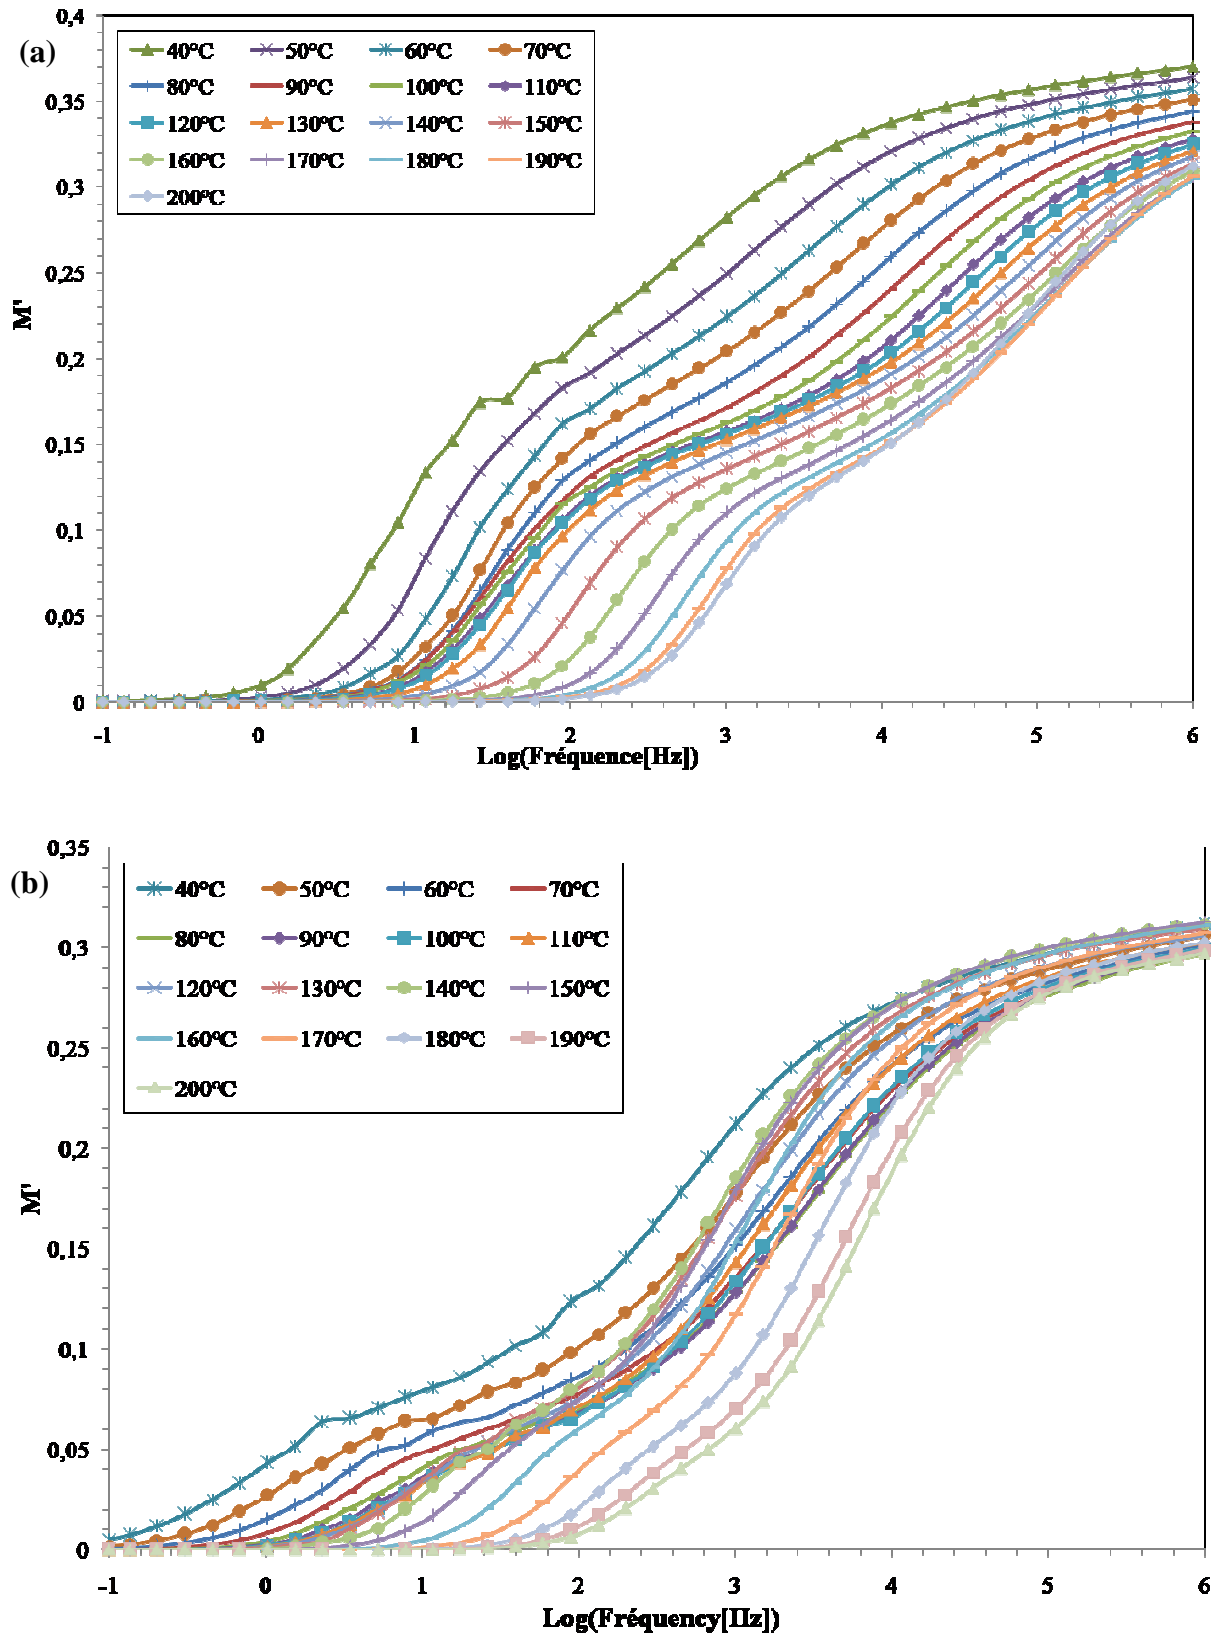 (a)
0,4
0,35
0,3
0,25
0,2
0,15
0,1
0,05
0
M'
40°C 50°C 60°C 70°C
80°C 90°C 100°C 110°C
120°C 130°C 140°C 150°C
160°C 170°C 180°C 190°C
200°C
-1 0 1 2 3 4 5 6
Log(Fréquence[Hz])
(b)
0,35
0,3
0,25
0,2
0,15
0,1
0,05
0
M'
40°C 50°C 60°C 70°C
80°C 90°C 100°C 110°C
120°C 130°C 140°C 150°C
160°C 170°C 180°C 190°C
200°C
-1 0 1 2 3 4 5 6
Log(Fréquency[Hz])